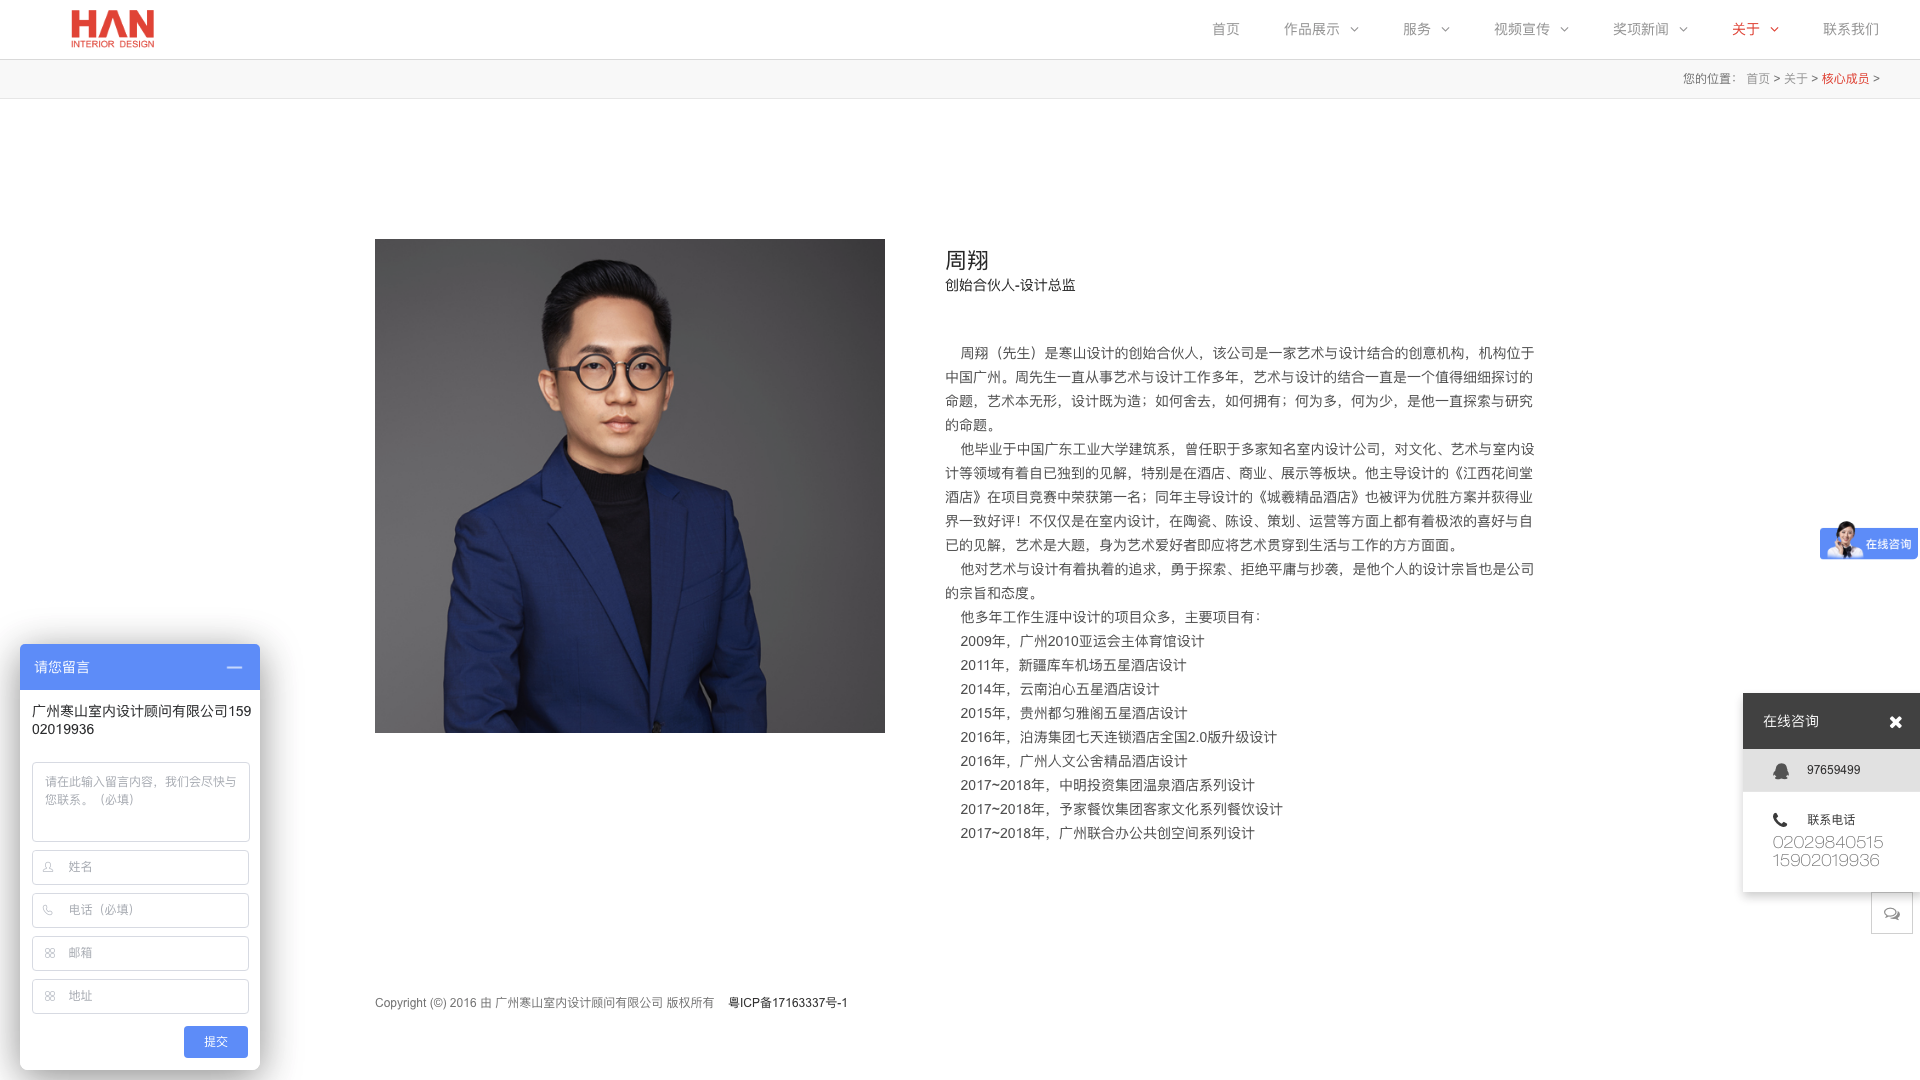 HAN
INTERIOR DESIGN
首页
作品展示
服务
视频宣传
奖项新闻
关于
联系我们
您的位置： 首页 > 关于 > 核心成员 >
周翔
创始合伙人-设计总监
周翔（先生）是寒山设计的创始合伙人，该公司是一家艺术与设计结合的创意机构，机构位于
中国广州。周先生一直从事艺术与设计工作多年，艺术与设计的结合一直是一个值得细细探讨的
命题，艺术本无形，设计既为造；如何舍去，如何拥有；何为多，何为少，是他一直探索与研究
的命题。
他毕业于中国广东工业大学建筑系，曾任职于多家知名室内设计公司，对文化、艺术与室内设
计等领域有着自已独到的见解，特别是在酒店、商业、展示等板块。他主导设计的《江西花间堂
酒店》在项目竞赛中荣获第一名；同年主导设计的《城羲精品酒店》也被评为优胜方案并获得业
界一致好评！不仅仅是在室内设计，在陶瓷、陈设、策划、运营等方面上都有着极浓的喜好与自
已的见解，艺术是大题，身为艺术爱好者即应将艺术贯穿到生活与工作的方方面面。
他对艺术与设计有着执着的追求，勇于探索、拒绝平庸与抄袭，是他个人的设计宗旨也是公司
的宗旨和态度。
他多年工作生涯中设计的项目众多，主要项目有：
2009年，广州2010亚运会主体育馆设计
2011年，新疆库车机场五星酒店设计
2014年，云南泊心五星酒店设计
2015年，贵州都匀雅阁五星酒店设计
2016年，泊涛集团七天连锁酒店全国2.0版升级设计
2016年，广州人文公舍精品酒店设计
2017~2018年，中明投资集团温泉酒店系列设计
2017~2018年，予家餐饮集团客家文化系列餐饮设计
2017~2018年，广州联合办公共创空间系列设计
在线咨询
请您留言
广州寒山室内设计顾问有限公司159
02019936
请在此输入留言内容，我们会尽快与
您联系。（必填）
姓名
电话（必填）
邮箱
地址
提交
在线咨询
97659499
联系电话
02029840515
15902019936
Copyright (©) 2016 由 广州寒山室内设计顾问有限公司 版权所有 粤ICP备17163337号-1